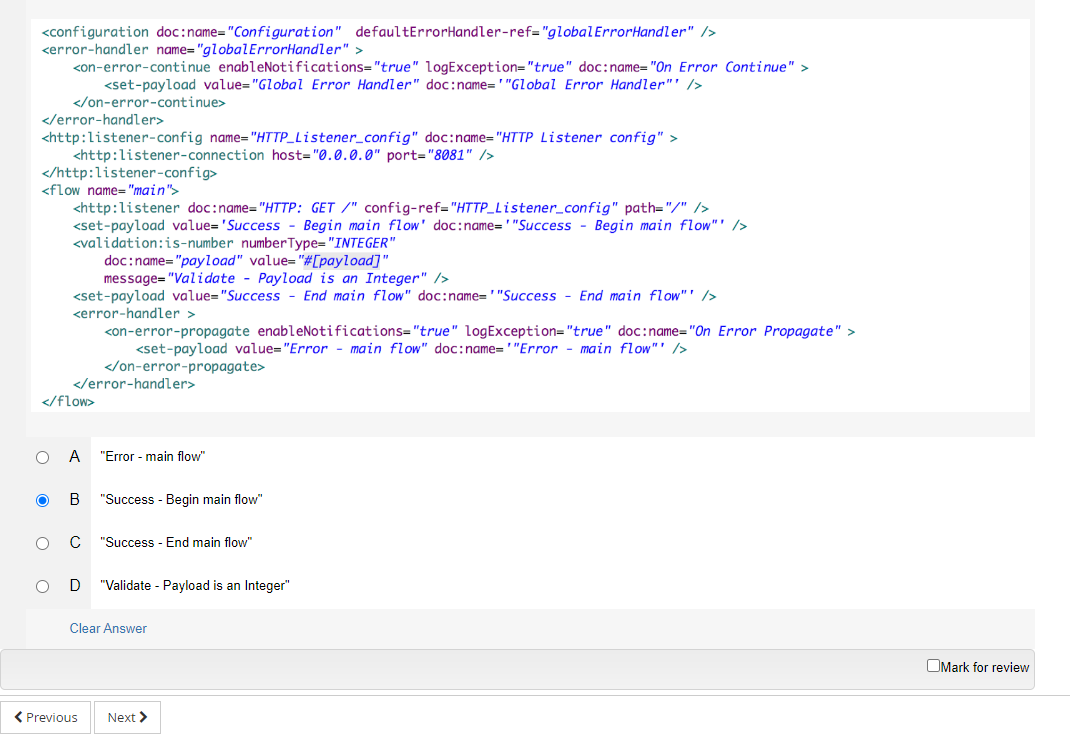 <configuration doc:name="Configuration"  defaultErrorHandler-ref="globalErrorHandler" />
<error-handler name="globalErrorHandler" >
<on-error-continue enableNotifications="true" logException="true" doc:name="On Error Continue" >
<set-payload value="Global Error Handler" doc:name='"Global Error Handler"' />
</on-error-continue>
</error-handler>
<http:listener-config name="HTTP_Listener_config" doc:name="HTTP Listener config" >
<http:listener-connection host="0.0.0.0" port="8081" />
</http:listener-config>
<flow name="main">
<http:listener doc:name="HTTP: GET /" config-ref="HTTP_Listener_config" path="/" />
<set-payload value='Success - Begin main flow' doc:name='"Success - Begin main flow"' />
<validation:is-number numberType="INTEGER"
doc:name="payload" value="#[payload]"
message="Validate - Payload is an Integer" />
<set-payload value="Success - End main flow" doc:name='"Success - End main flow"' />
<error-handler >
<on-error-propagate enableNotifications="true" logException="true" doc:name="On Error Propagate" >
<set-payload value="Error - main flow" doc:name='"Error - main flow"' />
</on-error-propagate>
</error-handler>
</flow>
A "Error - main flow"
B "Success - Begin main flow"
C "Success - End main flow"
D "Validate - Payload is an Integer"
Clear Answer
Mark for review
Previous Next